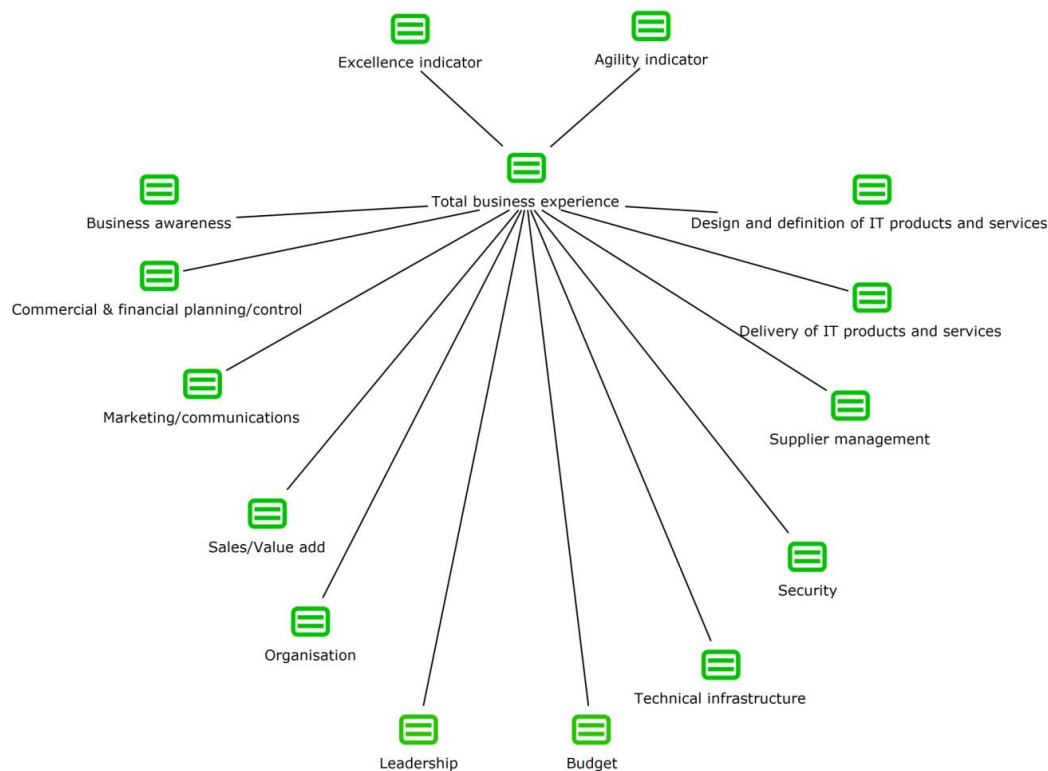 Excellence indicator
Agility indicator
Total business experience
Business awareness
Design and definition of IT products and services
Commercial & financial planning/control
Delivery of IT products and services
Marketing/communications
Supplier management
Sales/Value add
Security
Organisation
Technical infrastructure
Leadership
Budget